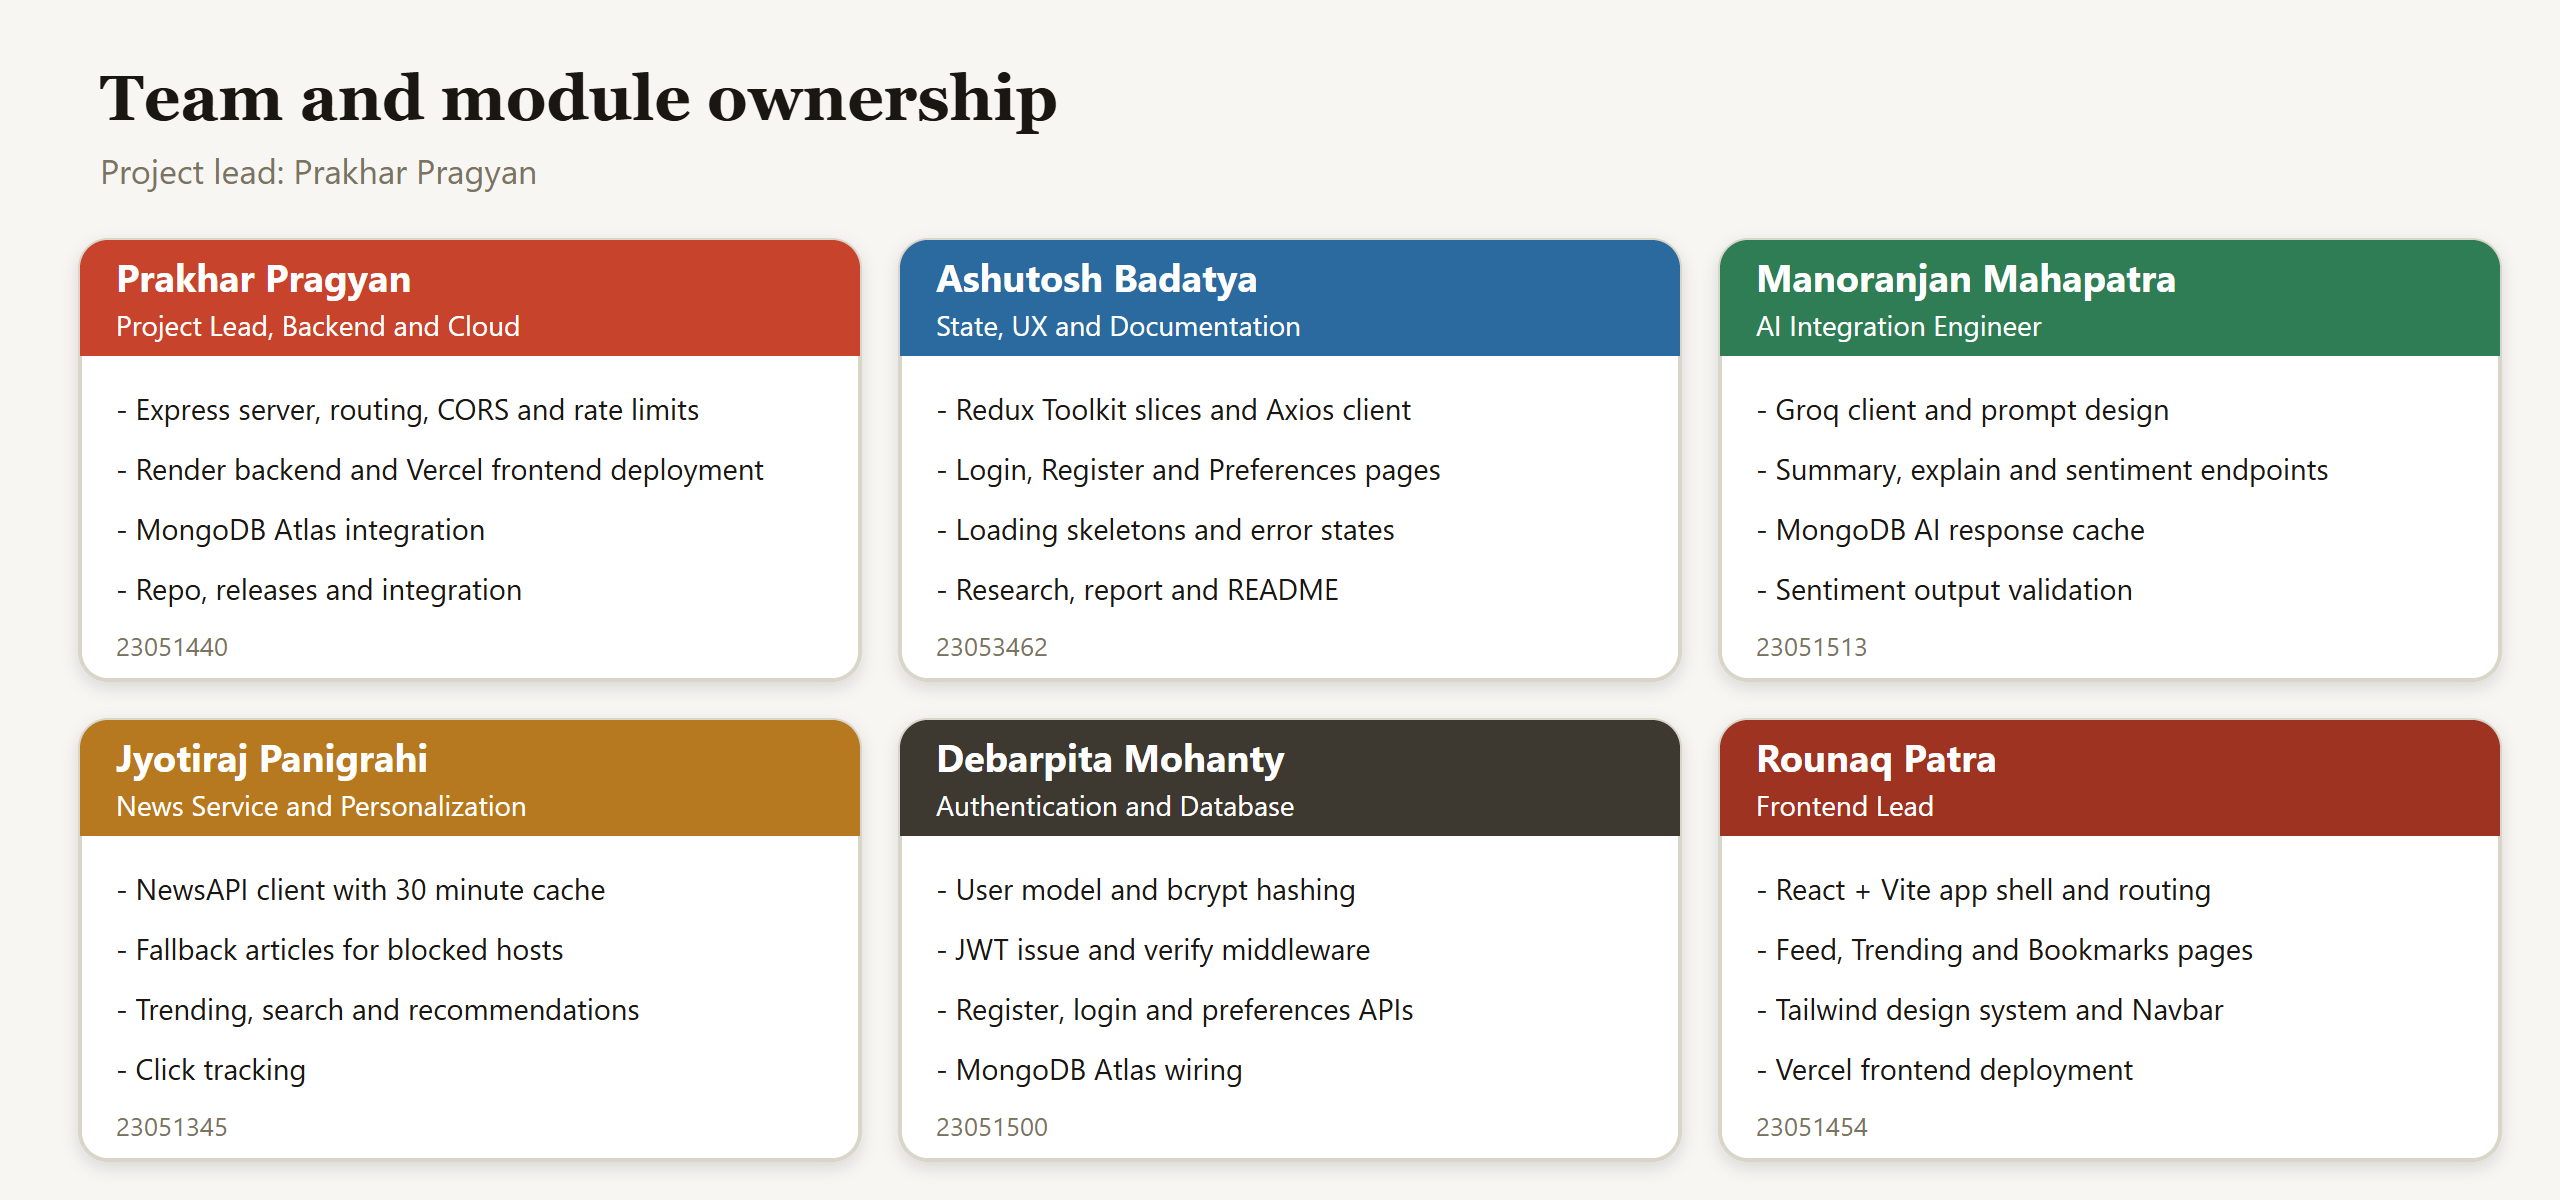 Team and module ownership
Project lead: Prakhar Pragyan
Prakhar Pragyan
Project Lead, Backend and Cloud
- Express server, routing, CORS and rate limits
- Render backend and Vercel frontend deployment
- MongoDB Atlas integration
- Repo, releases and integration
23051440
Ashutosh Badatya
State, UX and Documentation
- Redux Toolkit slices and Axios client
- Login, Register and Preferences pages
- Loading skeletons and error states
- Research, report and README
23053462
Manoranjan Mahapatra
AI Integration Engineer
- Groq client and prompt design
- Summary, explain and sentiment endpoints
- MongoDB AI response cache
- Sentiment output validation
23051513
Jyotiraj Panigrahi
News Service and Personalization
- NewsAPI client with 30 minute cache
- Fallback articles for blocked hosts
- Trending, search and recommendations
- Click tracking
23051345
Debarpita Mohanty
Authentication and Database
- User model and bcrypt hashing
- JWT issue and verify middleware
- Register, login and preferences APIs
- MongoDB Atlas wiring
23051500
Rounaq Patra
Frontend Lead
- React + Vite app shell and routing
- Feed, Trending and Bookmarks pages
- Tailwind design system and Navbar
- Vercel frontend deployment
23051454